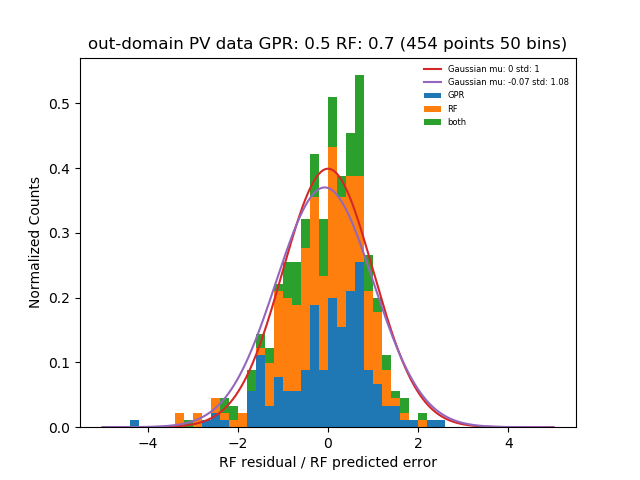 out-domain PV data GPR: 0.5 RF: 0.7 (454 points 50 bins)
Gaussian mu: 0 std: 1
Gaussian mu: -0.07 std: 1.08
GPR
RF
both
Normalized Counts
0.5
0.4
0.3
0.2
0.1
0.0
−4 −2 0 2 4
RF residual / RF predicted error